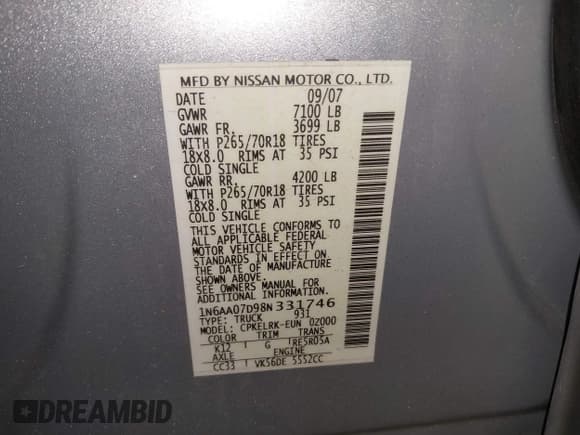 MFD BY NISSAN MOTOR CO., LTD.
DATE 09/07
GVWR 7100 LB
GAWR FR. 3699 LB
WITH P265/70R18 TIRES
18X8.0 RIMS AT 35 PSI
COLD SINGLE
GAWR RR. 4200 LB
WITH P265/70R18 TIRES
18X8.0 RIMS AT 35 PSI
COLD SINGLE
THIS VEHICLE CONFORMS TO
ALL APPLICABLE FEDERAL
MOTOR VEHICLE SAFETY
STANDARDS IN EFFECT ON
THE DATE OF MANUFACTURE
SHOWN ABOVE.
SEE OWNERS MANUAL FOR
ADDITIONAL INFORMATION.
1N6AA07D98N331746
TYPE: TRUCK 931
MODEL: CPKELRK-EUN 0Z000
COLOR TRIM TRANS
K12 G RE5R05A
AXLE ENGINE
CC33 VK56DE 5552CC
DREAMBID